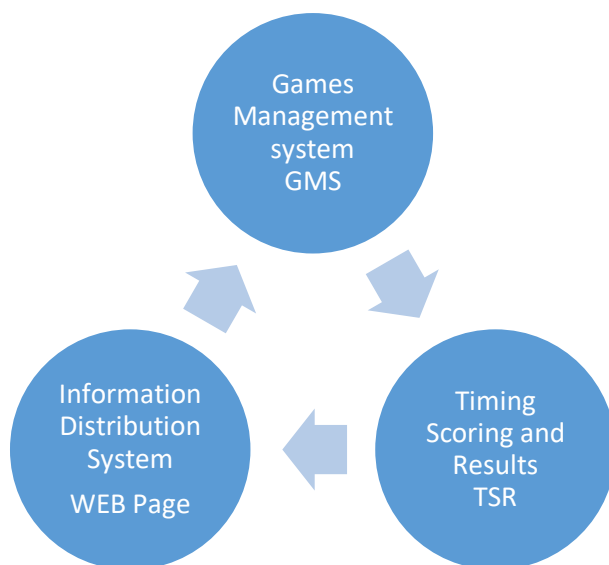 Games
Management
system
GMS
Information
Distribution
System
WEB Page
Timing
Scoring and
Results
TSR